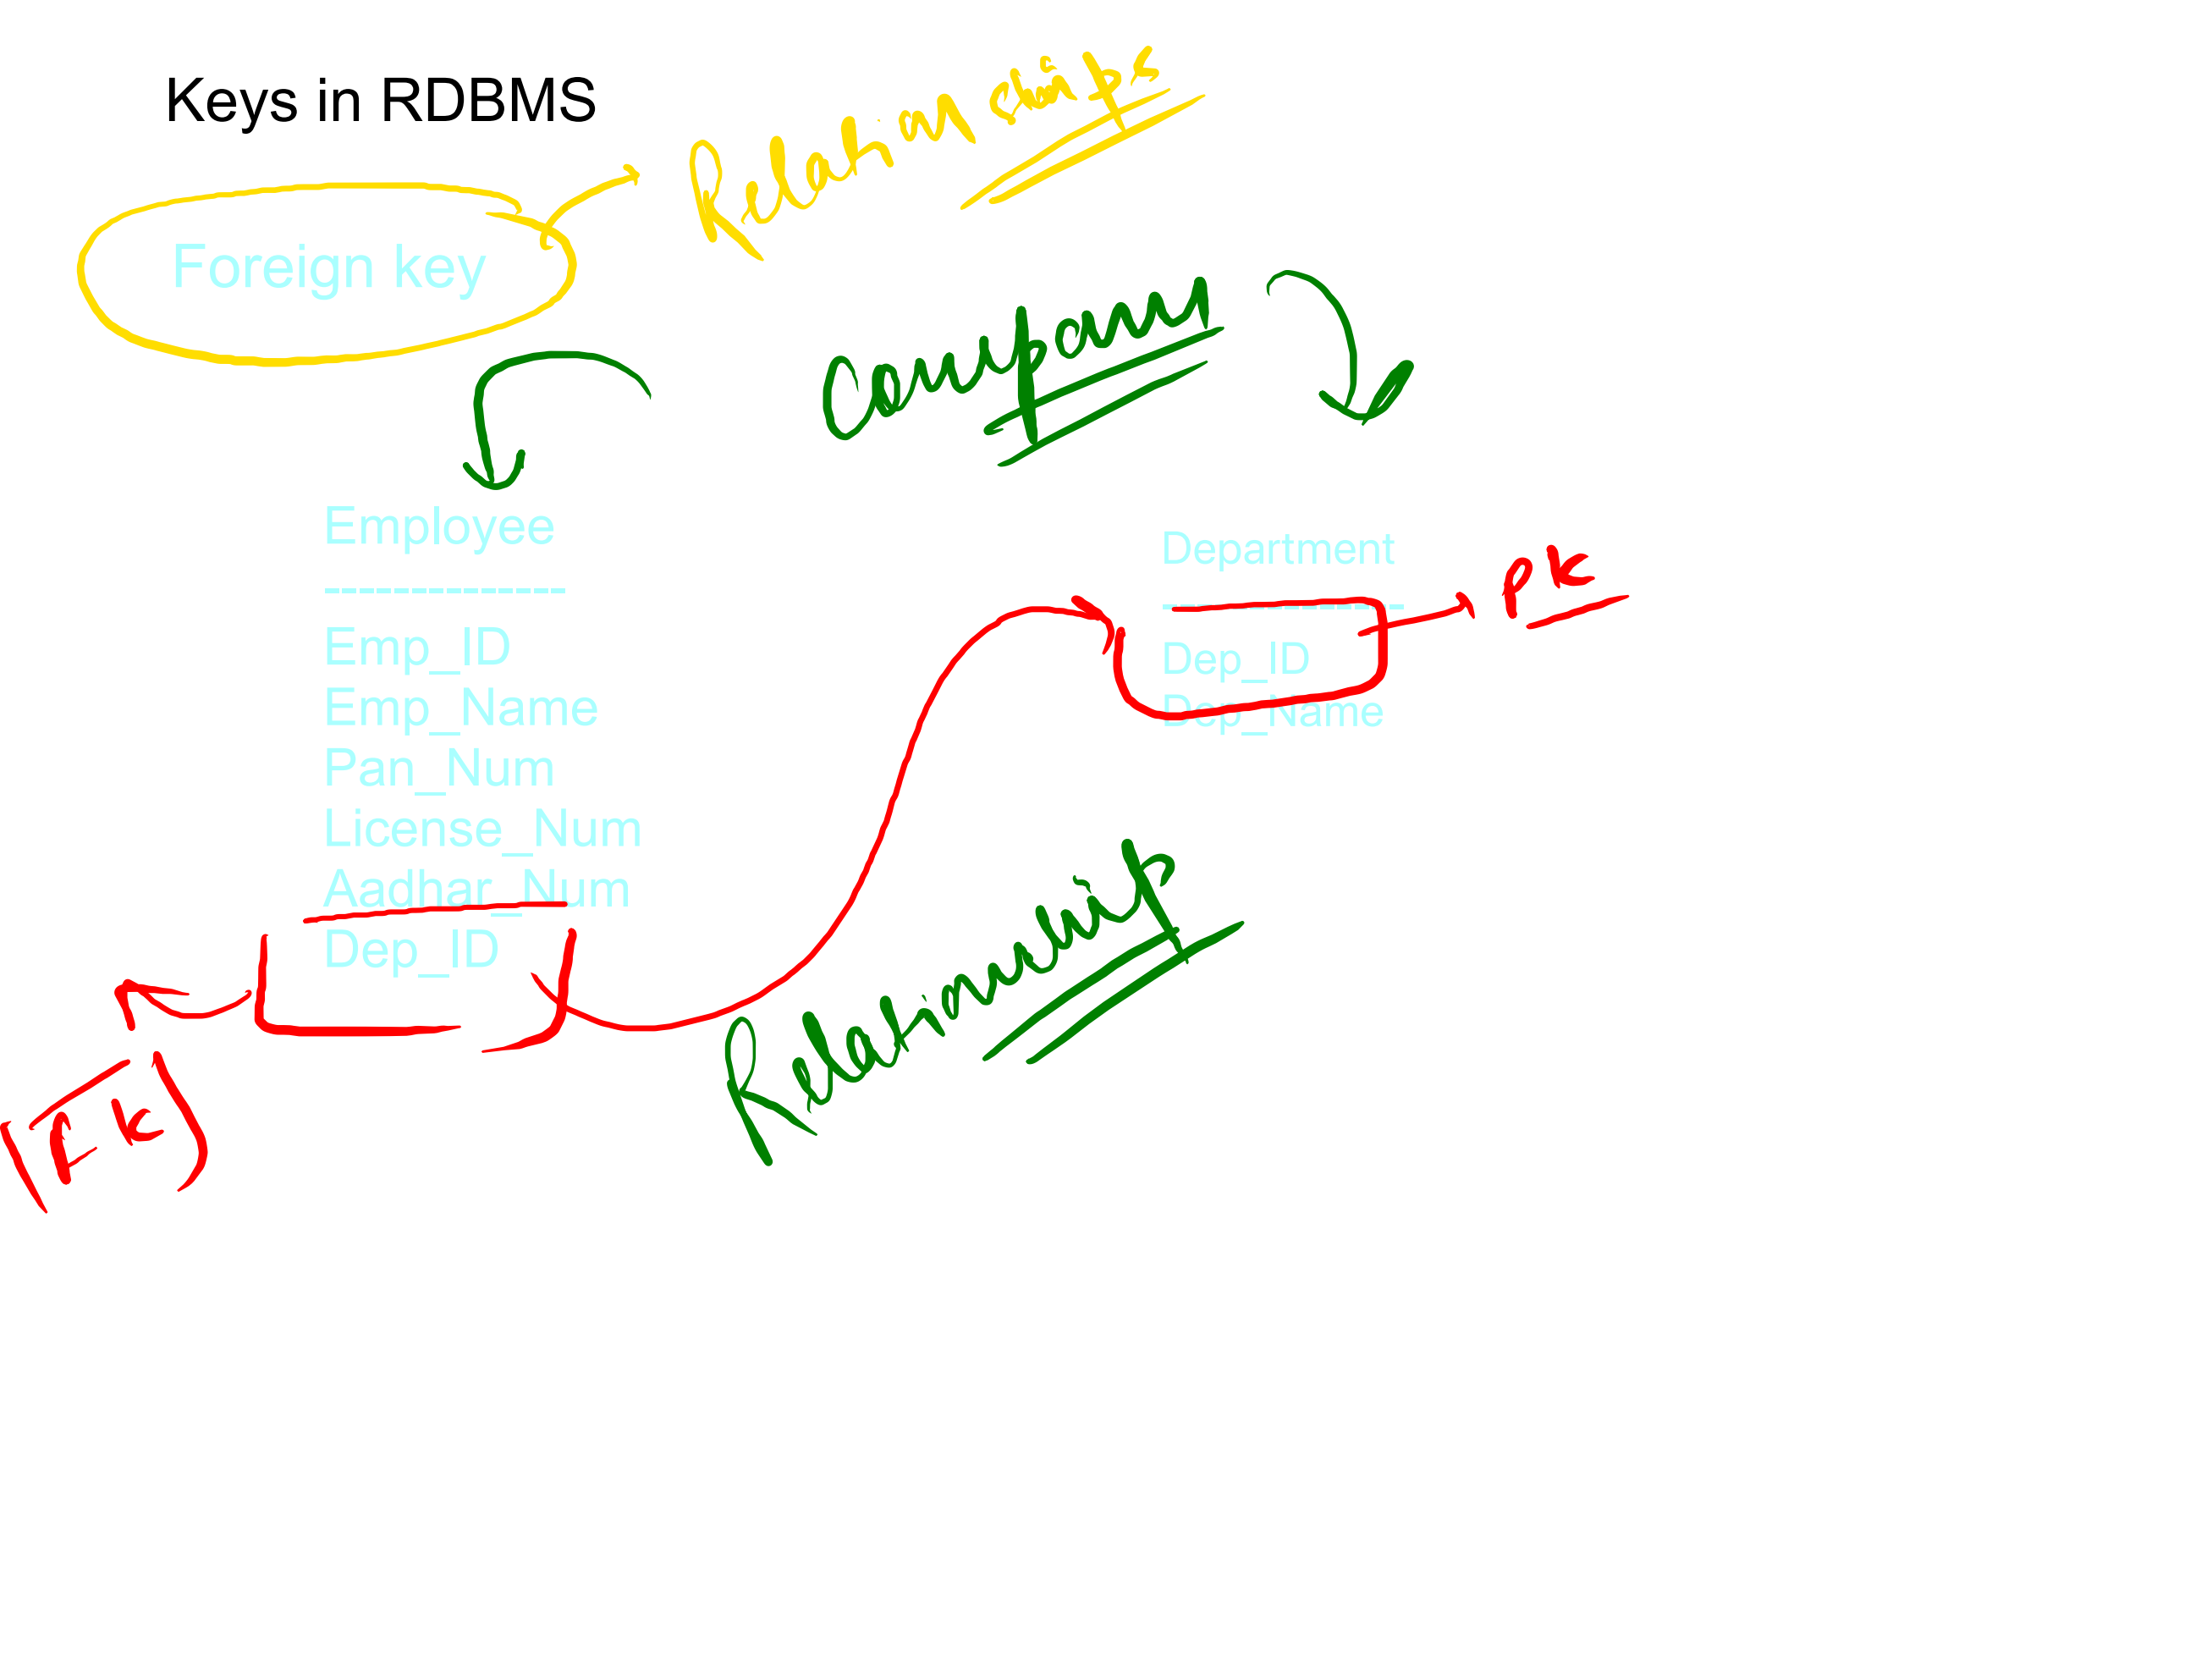 Keys in RDBMS
Relationships
Foreign key
company
Employee
---------------
Emp_ID
Emp_Name
Pan_Num
License_Num
Aadhar_Num
Dep_ID
Department
---------------
Dep_ID
Dep_Name
PK
Relationship
(FK)